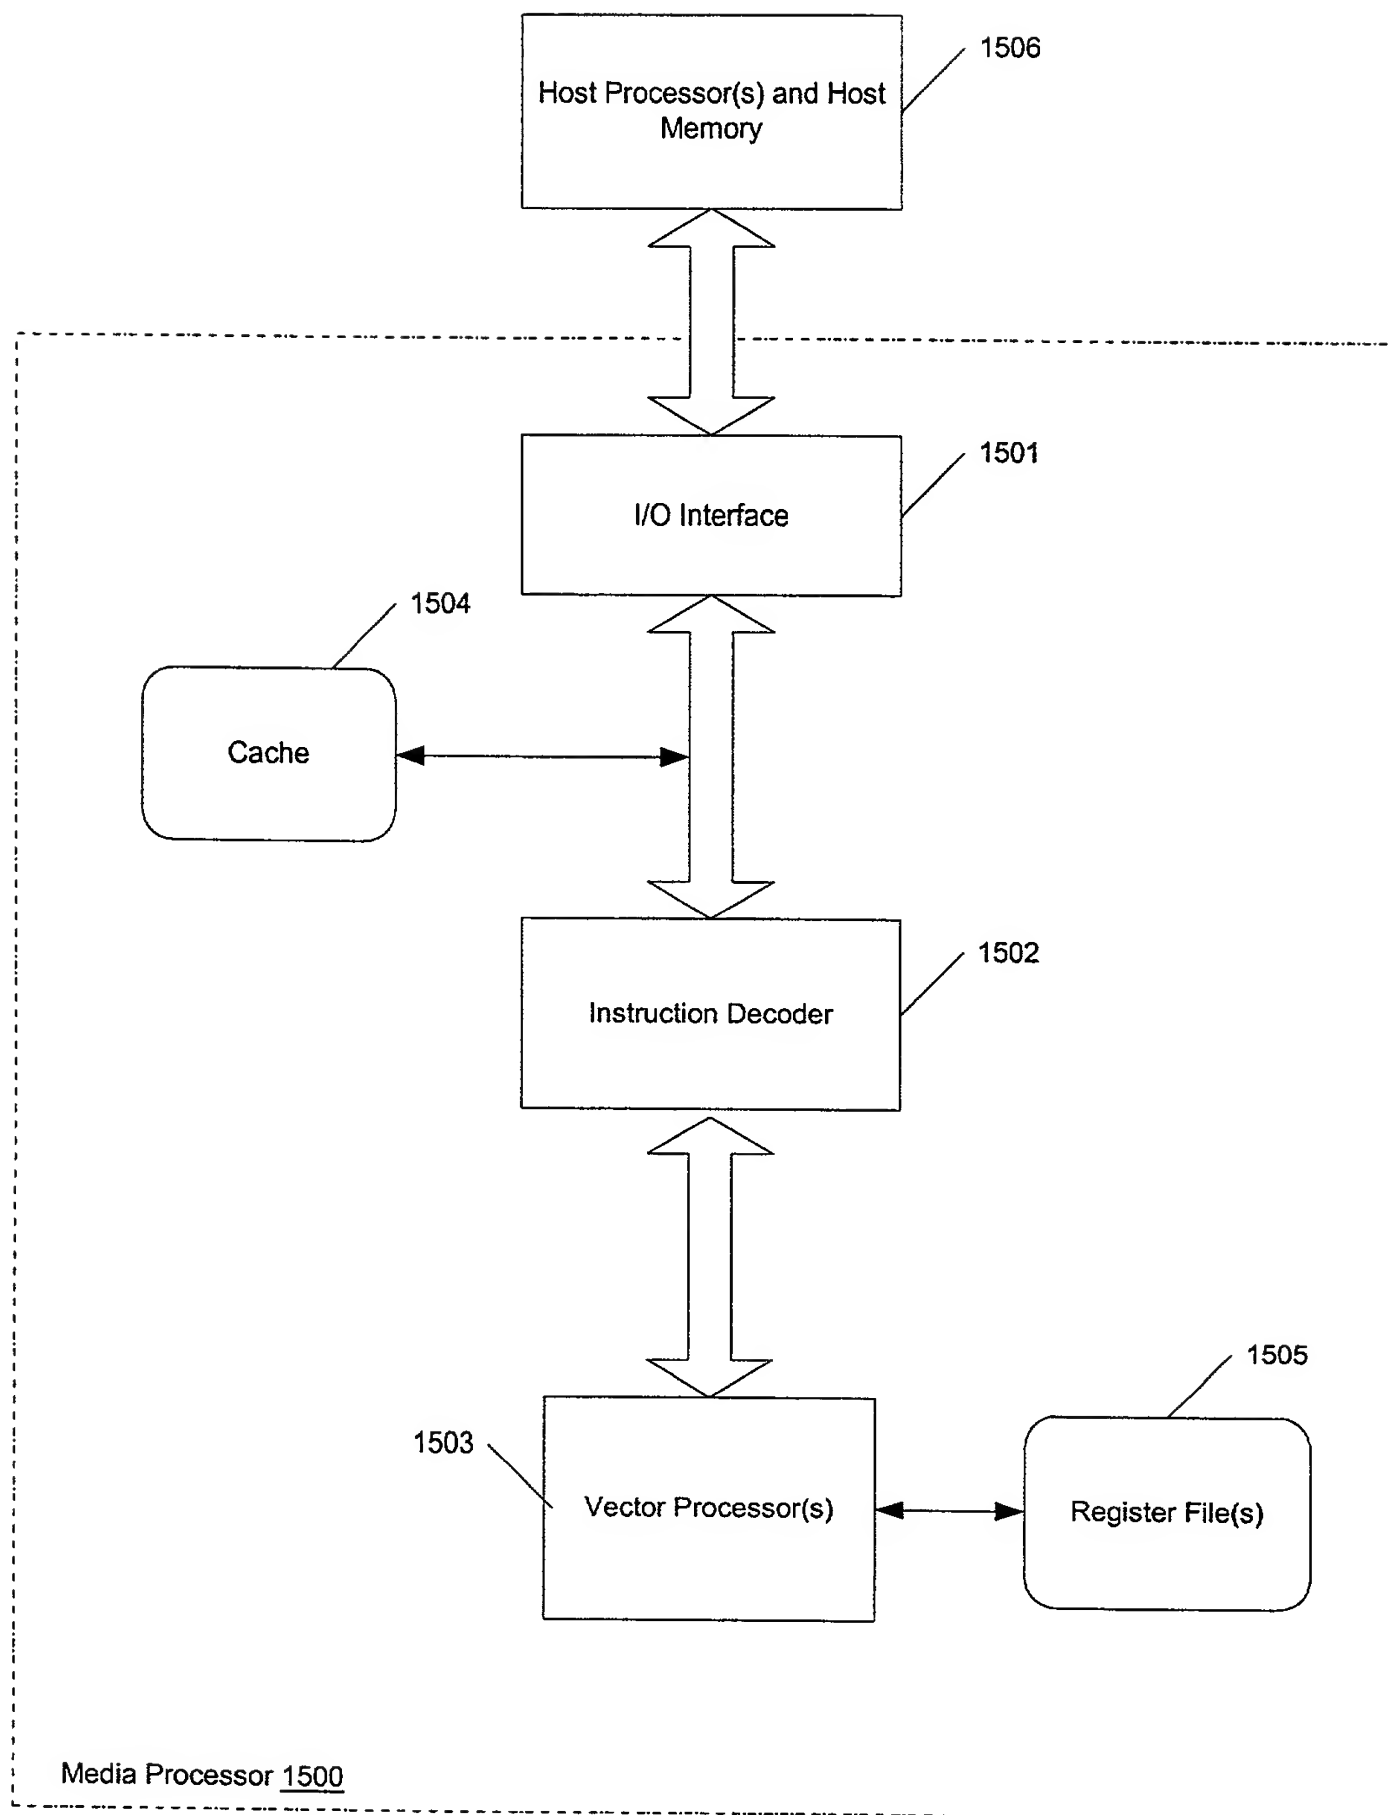 1506
Host Processor(s) and Host
Memory
1501
I/O Interface
1504
Cache
1502
Instruction Decoder
1505
1503
Vector Processor(s)
Register File(s)
Media Processor 1500